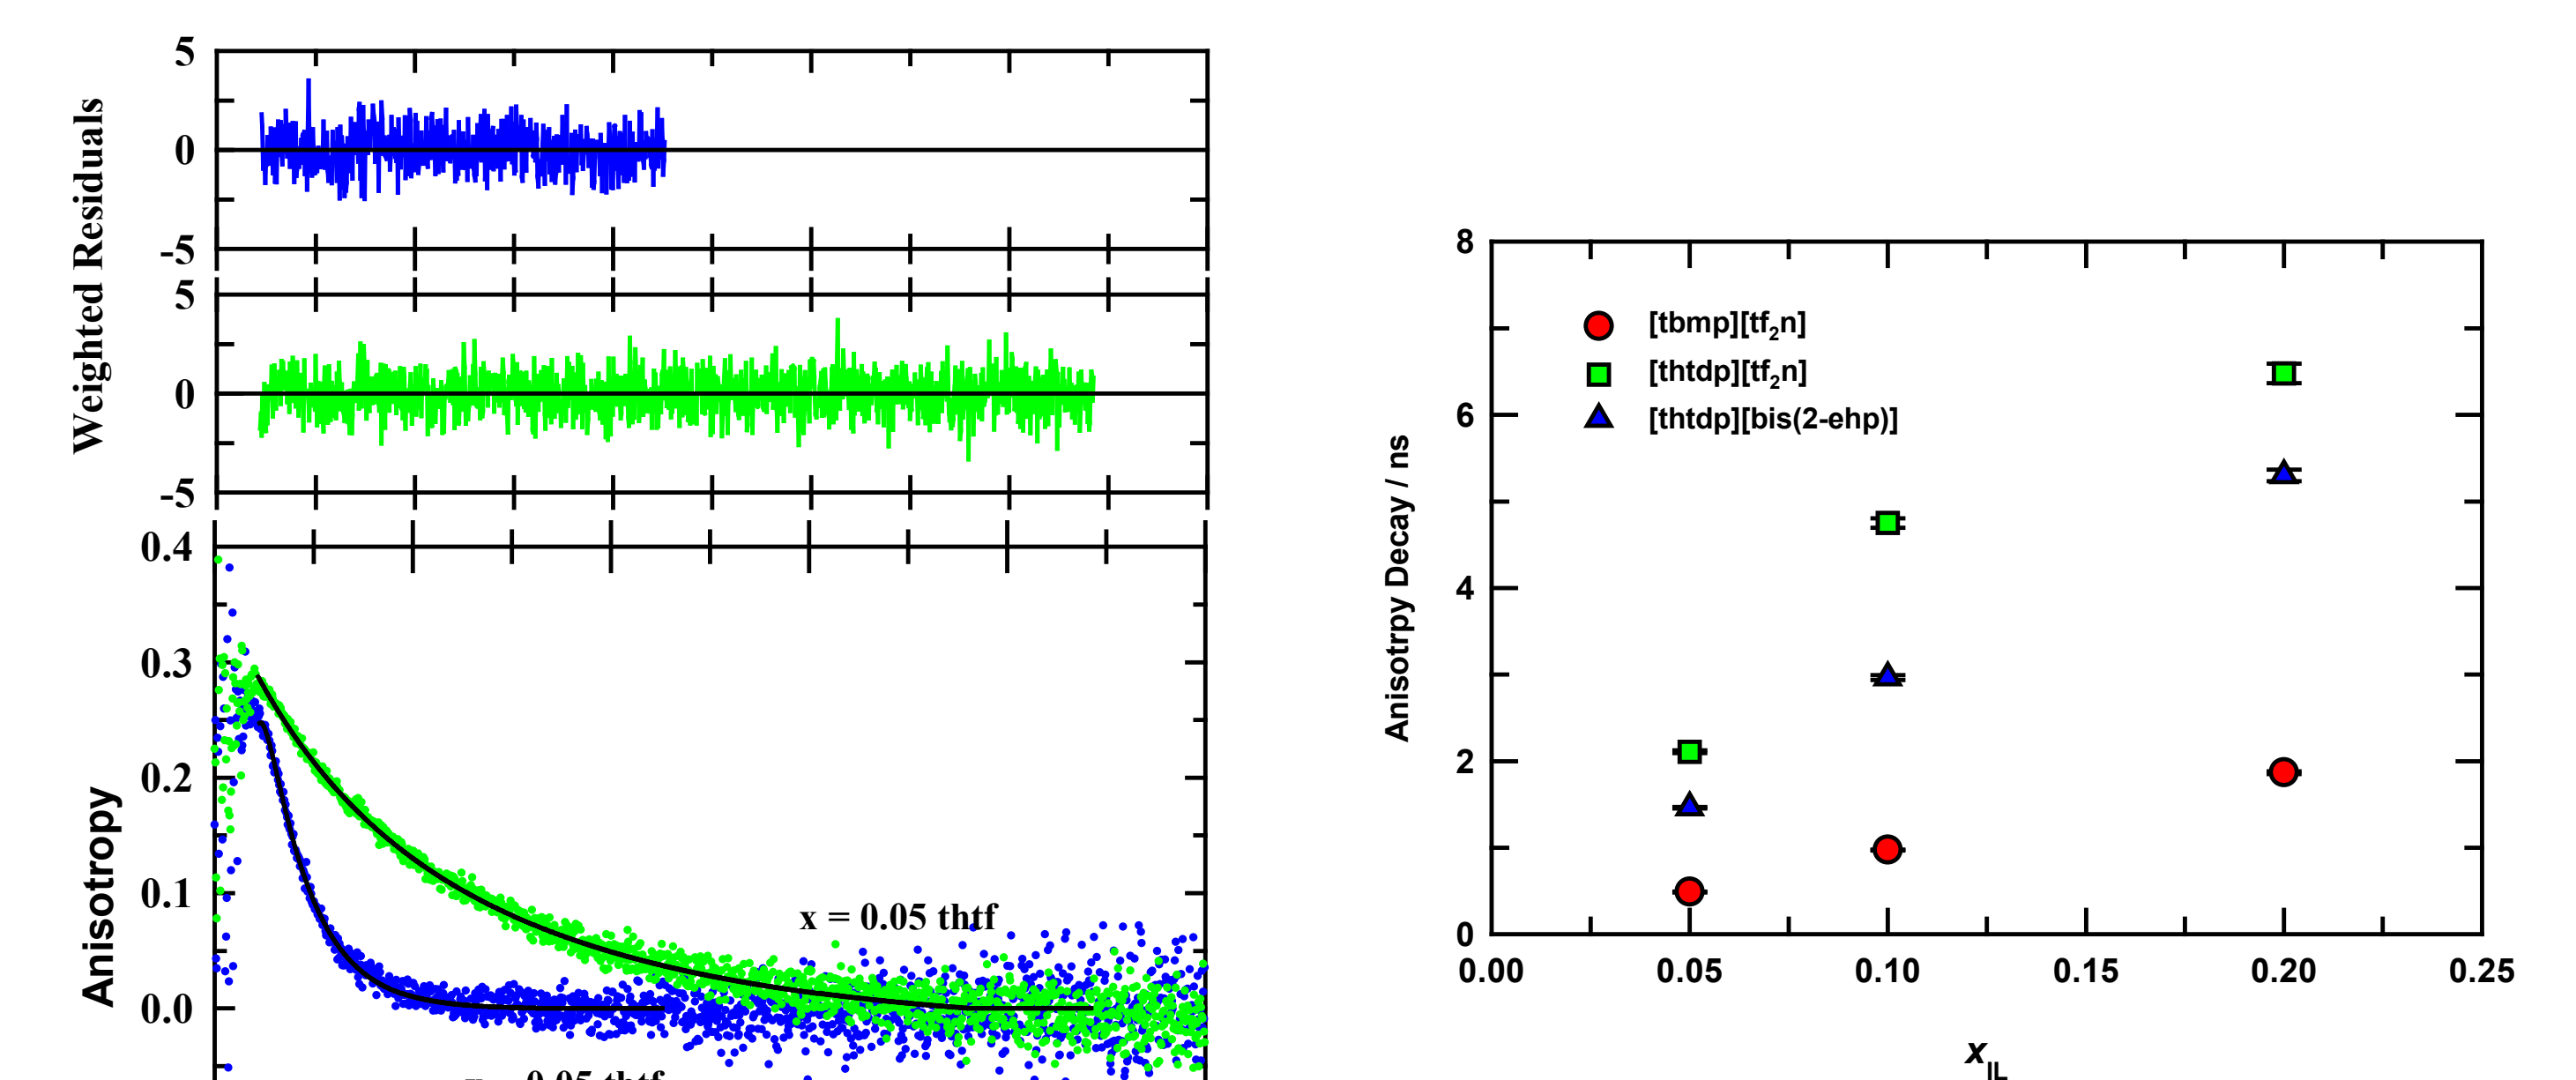 Weighted Residuals
5
0
-5
5
0
-5
Anisotropy
0.4
0.3
0.2
0.1
0.0
x = 0.05 thtf
Anisotrpy Decay / ns
8
6
4
2
0
[tbmp][tf2n]
[thtdp][tf2n]
[thtdp][bis(2-ehp)]
0.00 0.05 0.10 0.15 0.20 0.25
xIL